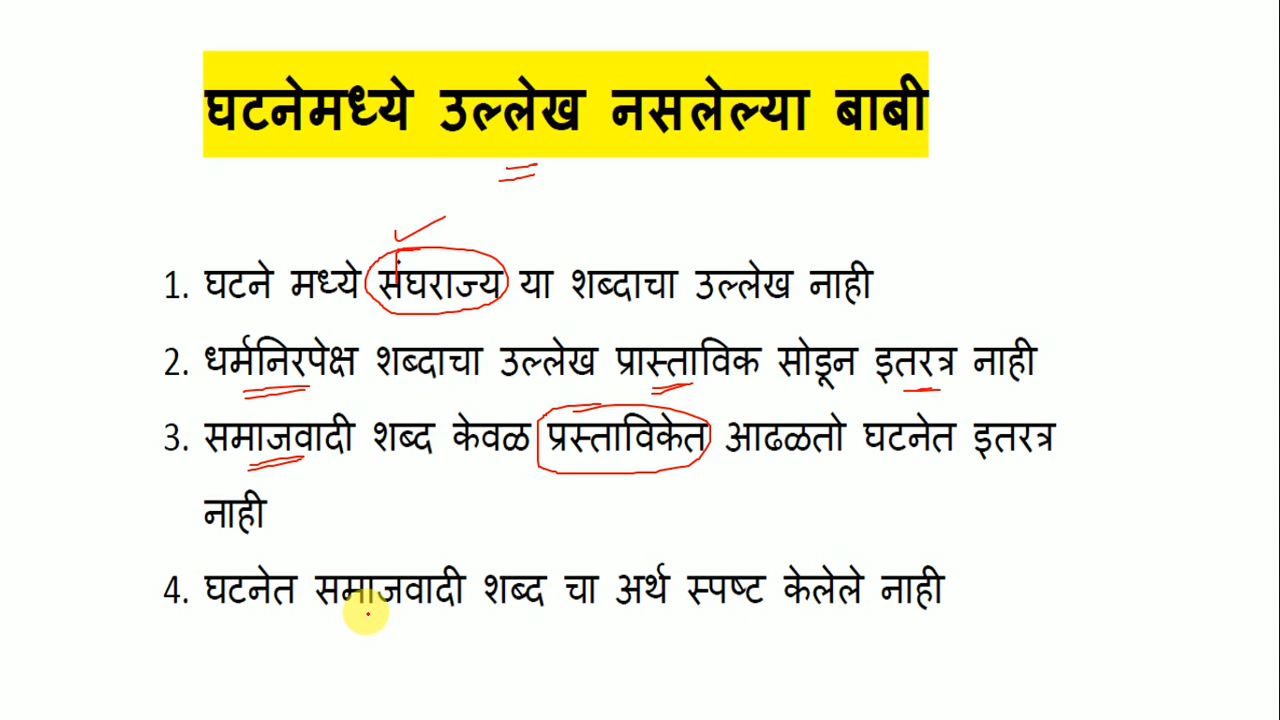 घटनेमध्ये उल्लेख नसलेल्या बाबी
1. घटने मध्ये संघराज्य या शब्दाचा उल्लेख नाही
2. धर्मनिरपेक्ष शब्दाचा उल्लेख प्रास्ताविक सोडून इतरत्र नाही
3. समाजवादी शब्द केवळ प्रस्ताविकेत आढळतो घटनेत इतरत्र
नाही
4. घटनेत समाजवादी शब्द चा अर्थ स्पष्ट केलेले नाही